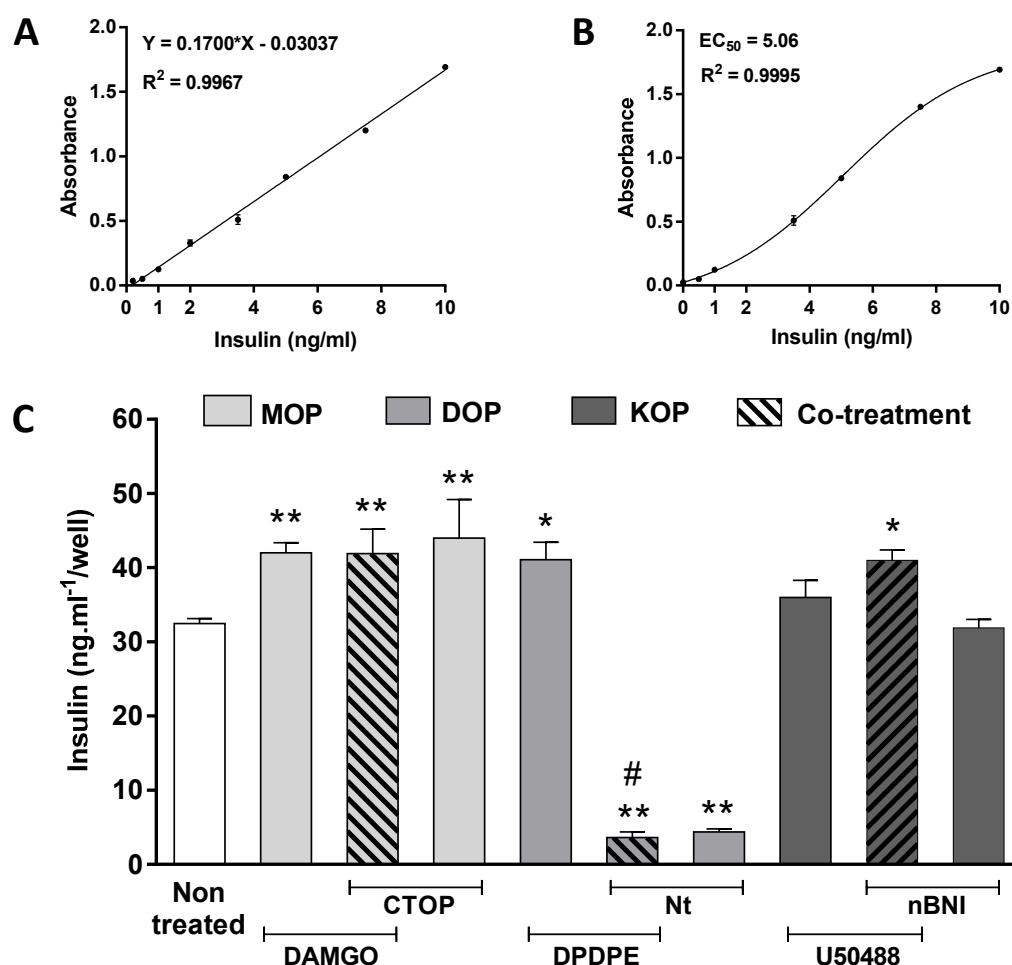 A
Y = 0.1700*X - 0.03037
R² = 0.9967
Absorbance
2.0
1.5
1.0
0.5
0.0
0 1 2 4 6 8 10
Insulin (ng/ml)
B
EC₅₀ = 5.06
R² = 0.9995
Absorbance
2.0
1.5
1.0
0.5
0.0
0 1 2 4 6 8 10
Insulin (ng/ml)
C
MOP DOP KOP Co-treatment
Insulin (ng.ml⁻¹/well)
60
50
40
30
20
10
0
** ** ** * # ** ** *
Non
treated
CTOP Nt nBNI
DAMGO DPDPE U50488